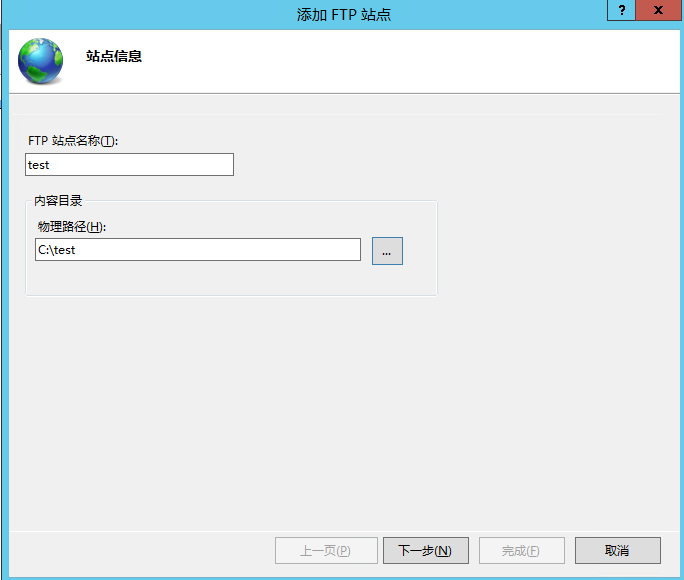 添加 FTP 站点
?
x
站点信息
FTP 站点名称(T):
test
内容目录
物理路径(H):
C:\test
...
上一页(P) 下一步(N) 完成(F) 取消